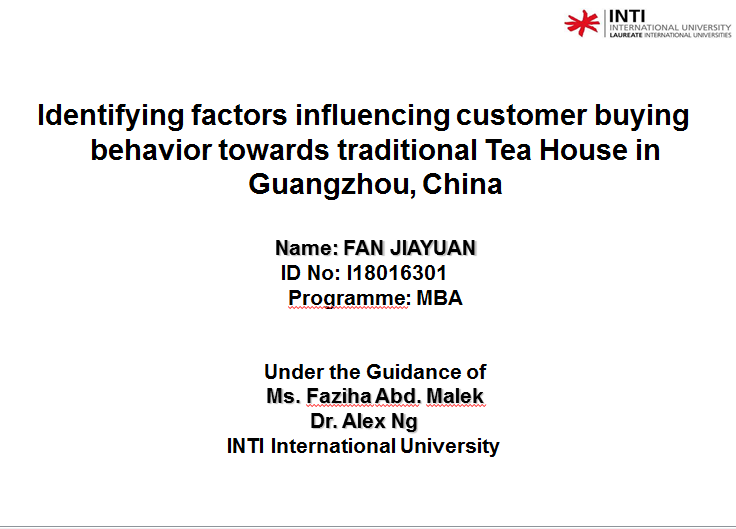 INTI
INTERNATIONAL UNIVERSITY
LAUREATE INTERNATIONAL UNIVERSITIES
Identifying factors influencing customer buying
behavior towards traditional Tea House in
Guangzhou, China
Name: FAN JIAYUAN
ID No: I18016301
Programme: MBA
Under the Guidance of
Ms. Faziha Abd. Malek
Dr. Alex Ng
INTI International University